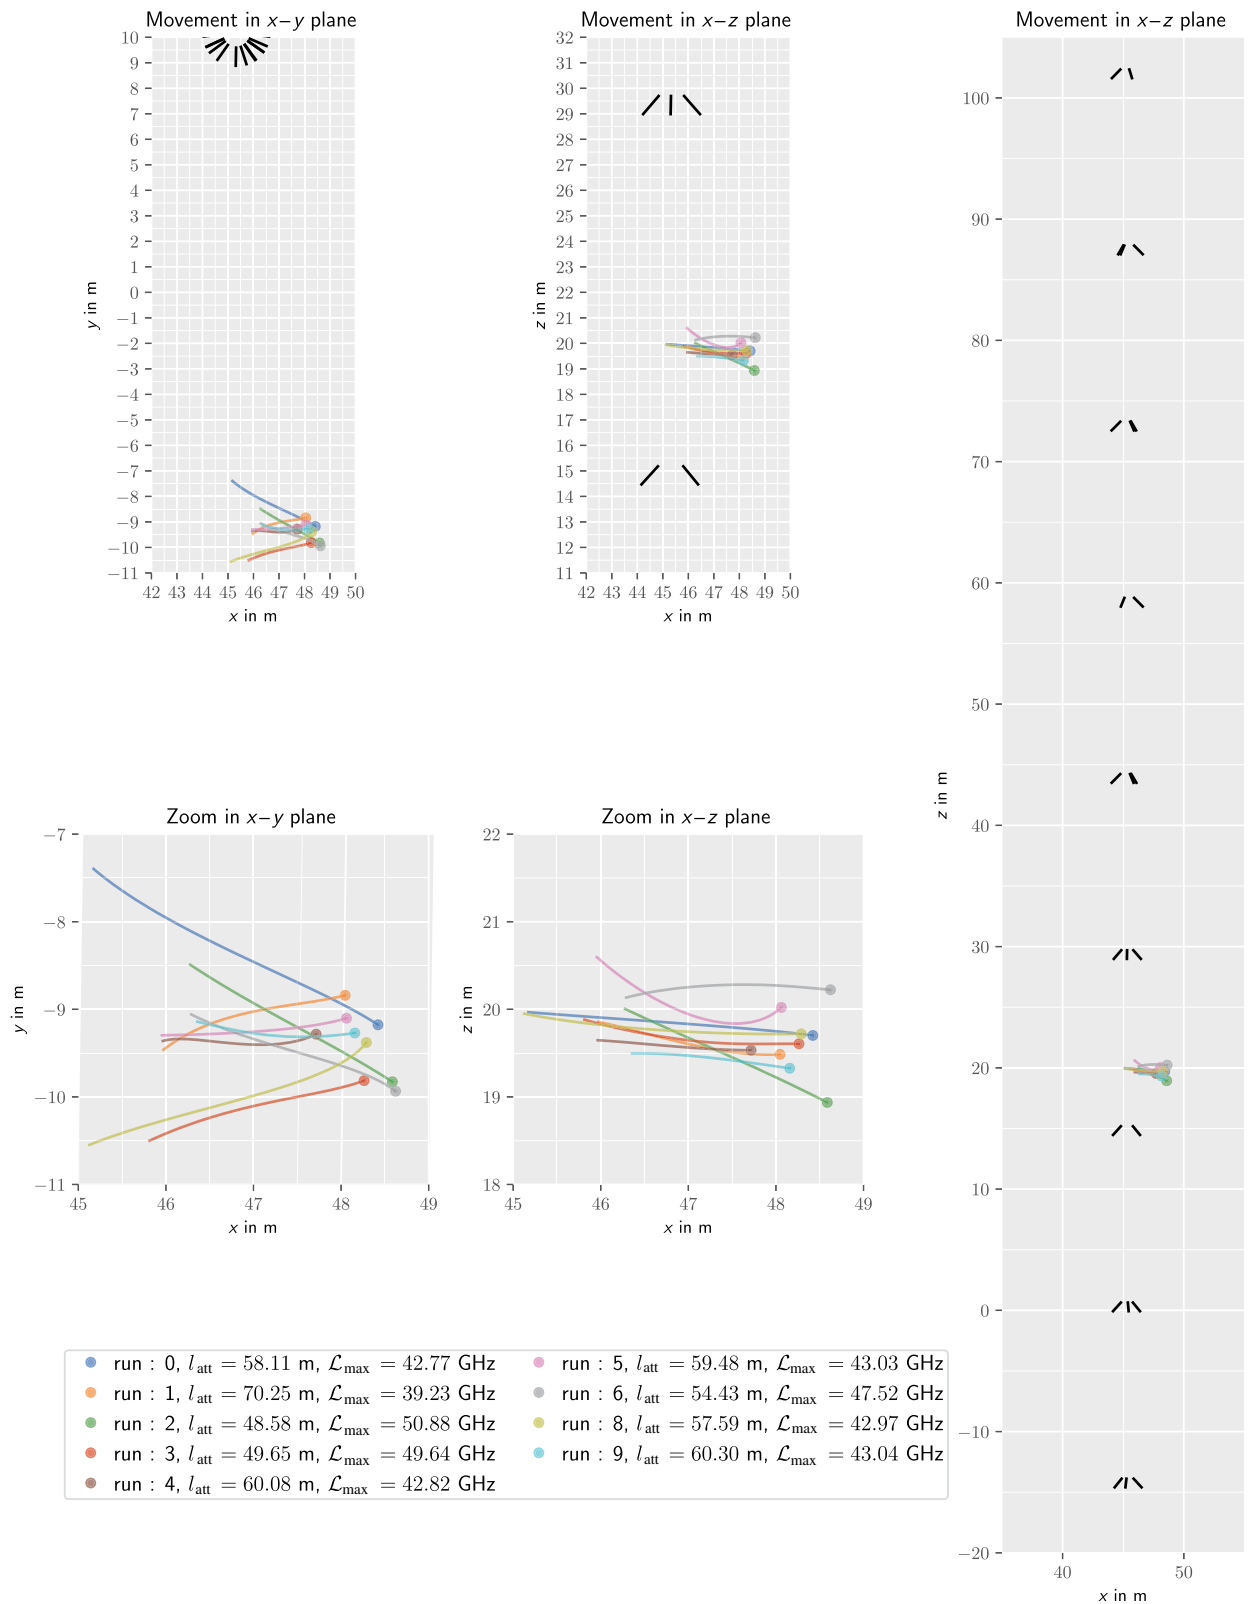 Movement in x−y plane
10
9
8
7
6
5
4
3
2
1
0
−1
−2
−3
−4
−5
−6
−7
−8
−9
−10
−11
y in m
42 43 44 45 46 47 48 49 50
x in m
Movement in x−z plane
32
31
30
29
28
27
26
25
24
23
22
21
20
19
18
17
16
15
14
13
12
11
z in m
42 43 44 45 46 47 48 49 50
x in m
Movement in x−z plane
100
90
80
70
60
50
40
30
20
10
0
−10
−20
z in m
40 50
x in m
Zoom in x−y plane
−7
−8
−9
−10
−11
y in m
45 46 47 48 49
x in m
Zoom in x−z plane
22
21
20
19
18
z in m
45 46 47 48 49
x in m
run : 0, l_att = 58.11 m, ℒ_max = 42.77 GHz
run : 1, l_att = 70.25 m, ℒ_max = 39.23 GHz
run : 2, l_att = 48.58 m, ℒ_max = 50.88 GHz
run : 3, l_att = 49.65 m, ℒ_max = 49.64 GHz
run : 4, l_att = 60.08 m, ℒ_max = 42.82 GHz
run : 5, l_att = 59.48 m, ℒ_max = 43.03 GHz
run : 6, l_att = 54.43 m, ℒ_max = 47.52 GHz
run : 8, l_att = 57.59 m, ℒ_max = 42.97 GHz
run : 9, l_att = 60.30 m, ℒ_max = 43.04 GHz